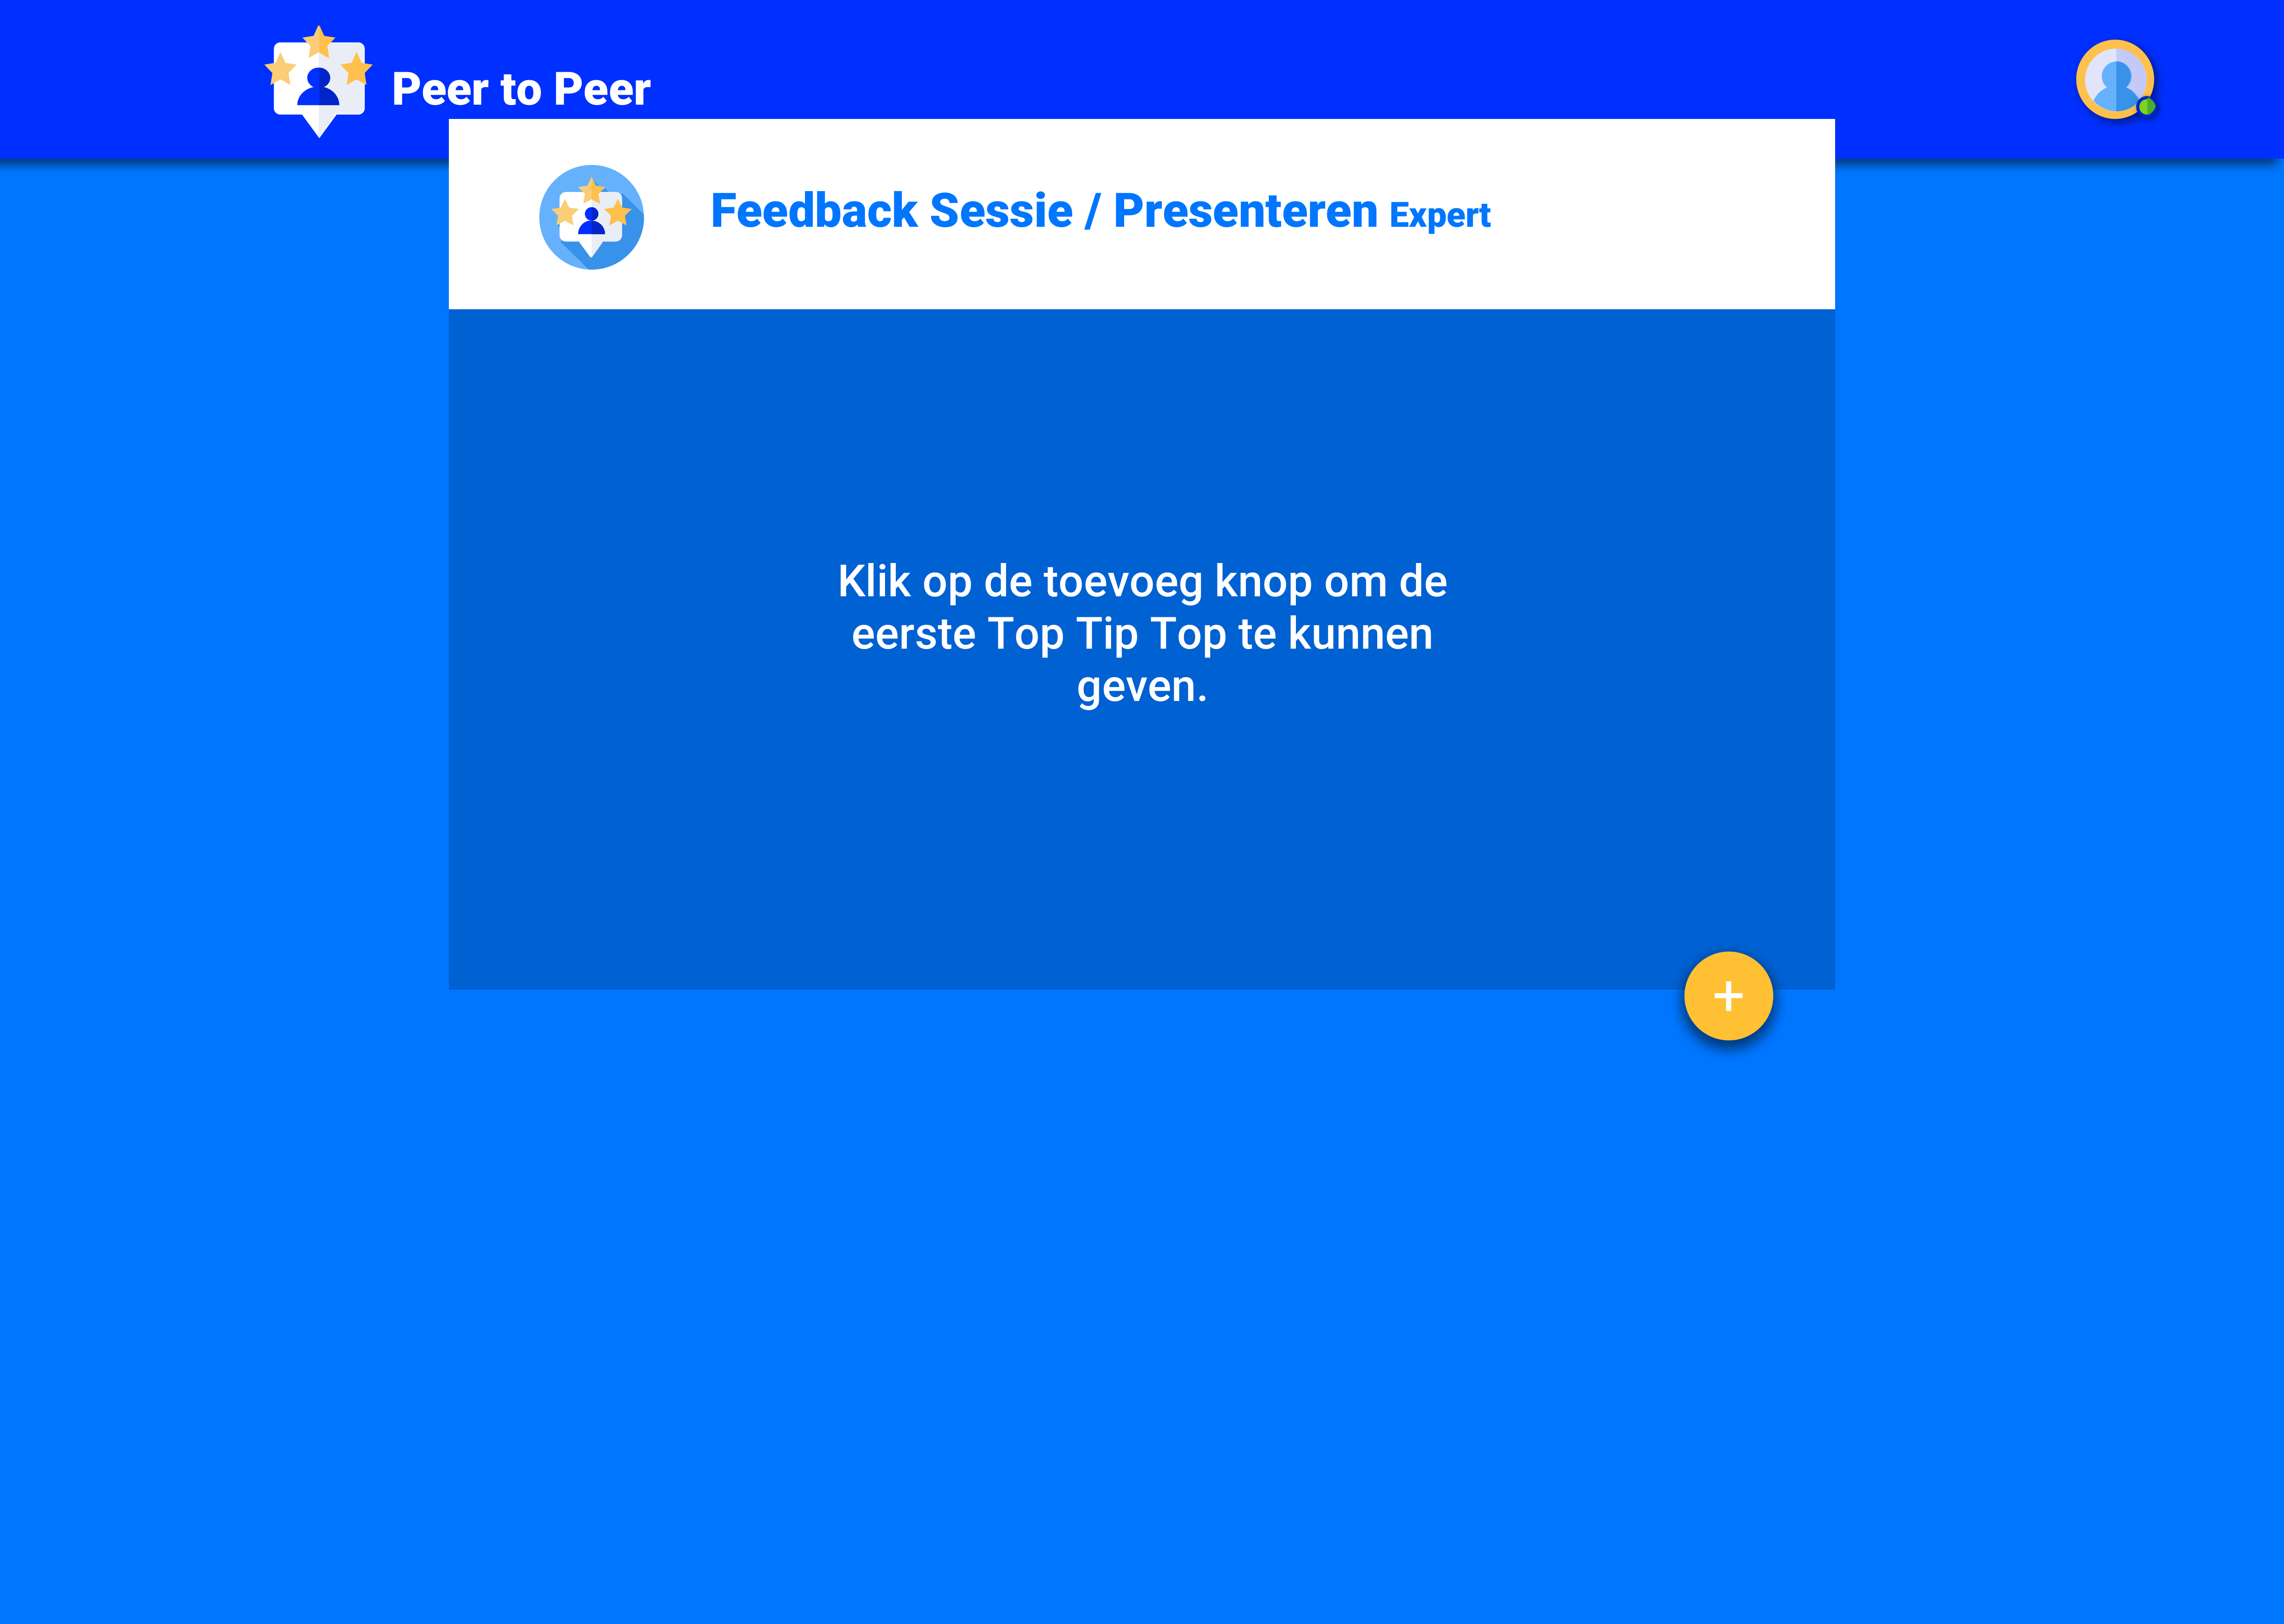 Peer to Peer
Feedback Sessie / Presenteren Expert
Klik op de toevoeg knop om de
eerste Top Tip Top te kunnen
geven.
+